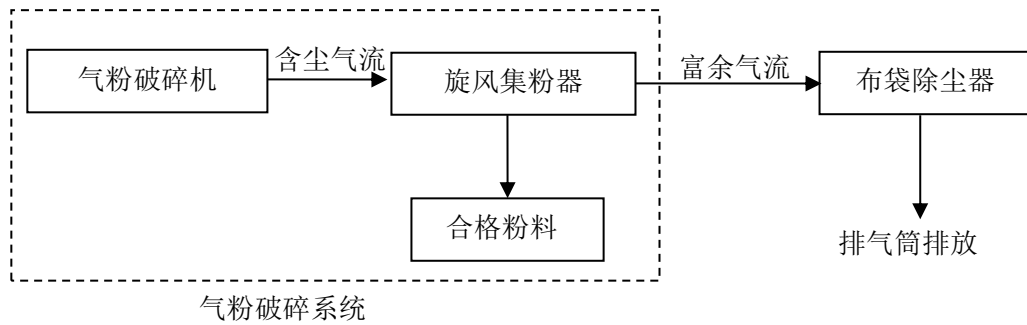 气粉破碎机
含尘气流
旋风集粉器
富余气流
布袋除尘器
合格粉料
排气筒排放
气粉破碎系统